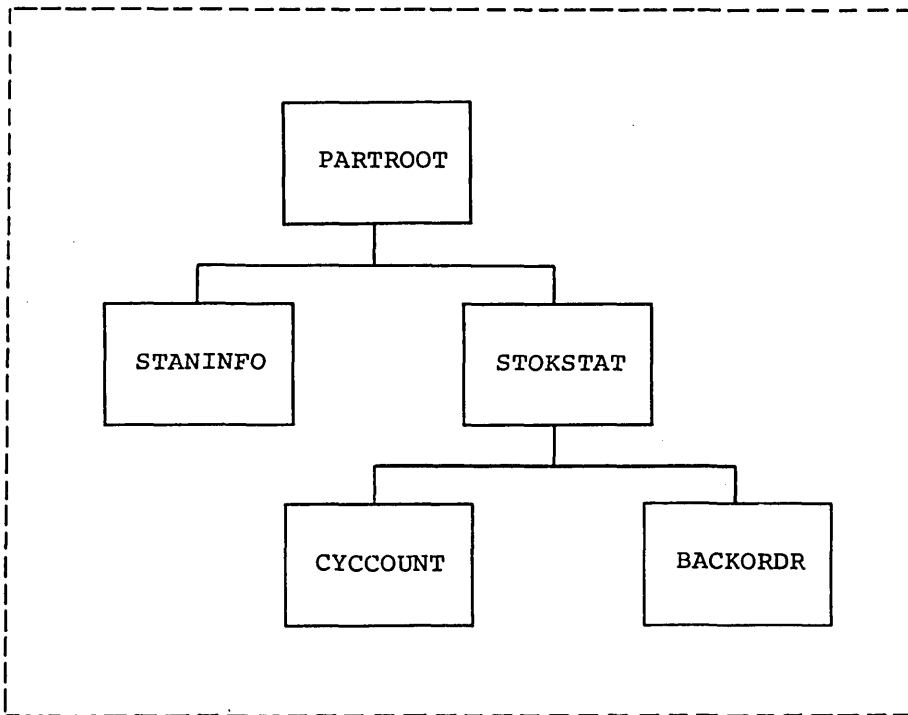 PARTROOT
STANINFO
STOKSTAT
CYCCOUNT
BACKORDR